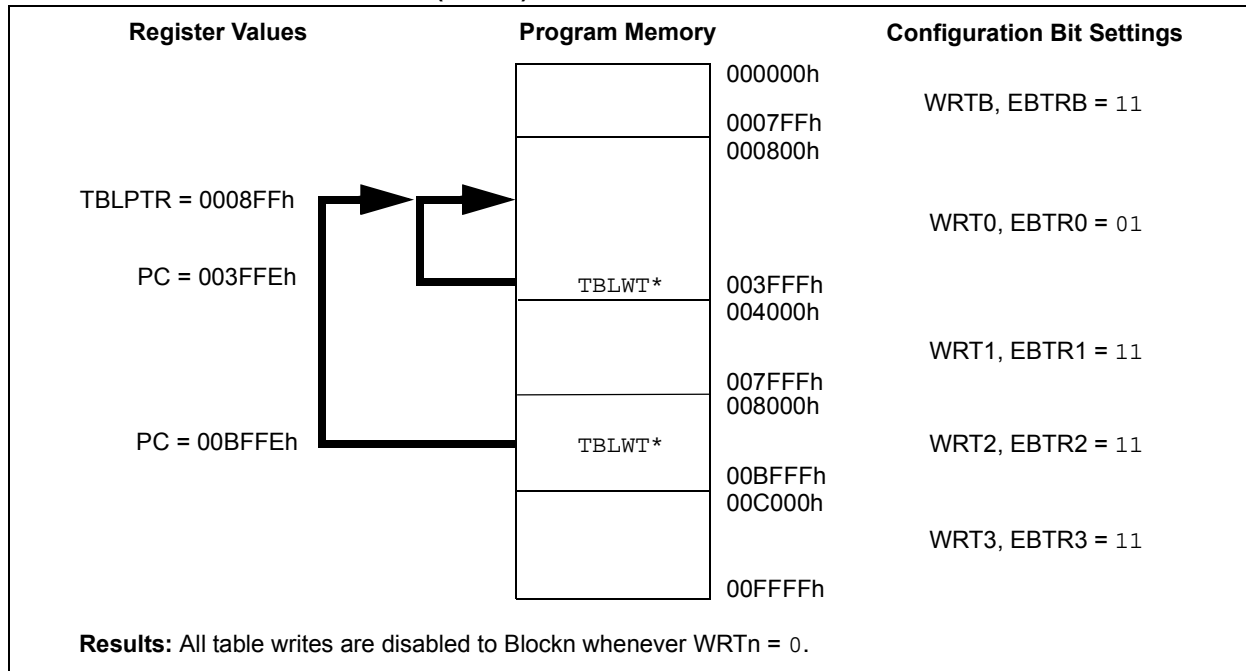 Register Values Program Memory Configuration Bit Settings
000000h
WRTB, EBTRB = 11
0007FFh
000800h
TBLPTR = 0008FFh
WRT0, EBTR0 = 01
PC = 003FFEh TBLWT* 003FFFh
004000h
WRT1, EBTR1 = 11
007FFFh
008000h
PC = 00BFFEh TBLWT* WRT2, EBTR2 = 11
00BFFFh
00C000h
WRT3, EBTR3 = 11
00FFFFh
Results: All table writes are disabled to Blockn whenever WRTn = 0.